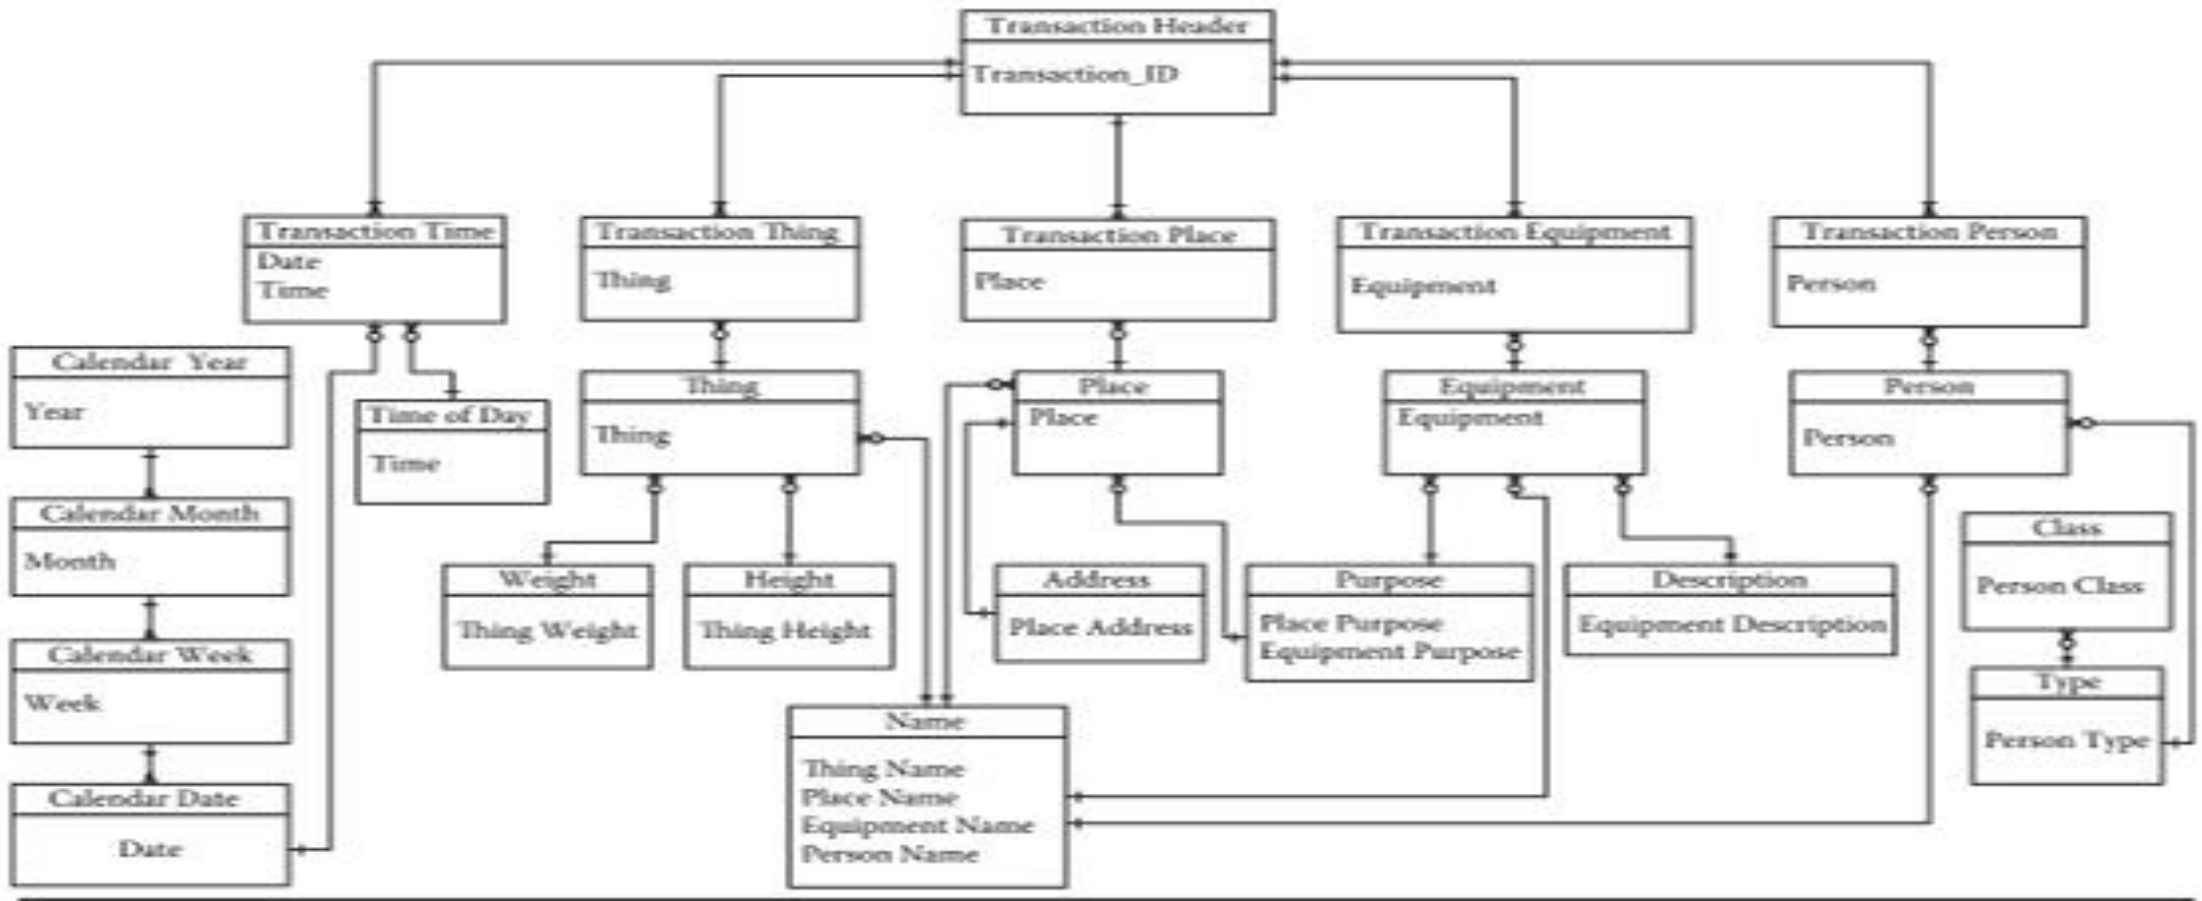 Transaction Header
Transaction_ID
Transaction Time
Date
Time
Transaction Thing
Thing
Transaction Place
Place
Transaction Equipment
Equipment
Transaction Person
Person
Calendar Year
Year
Time of Day
Time
Thing
Thing
Place
Place
Equipment
Equipment
Person
Person
Calendar Month
Month
Weight
Thing Weight
Height
Thing Height
Address
Place Address
Purpose
Place Purpose
Equipment Purpose
Description
Equipment Description
Class
Person Class
Calendar Week
Week
Type
Person Type
Name
Thing Name
Place Name
Equipment Name
Person Name
Calendar Date
Date